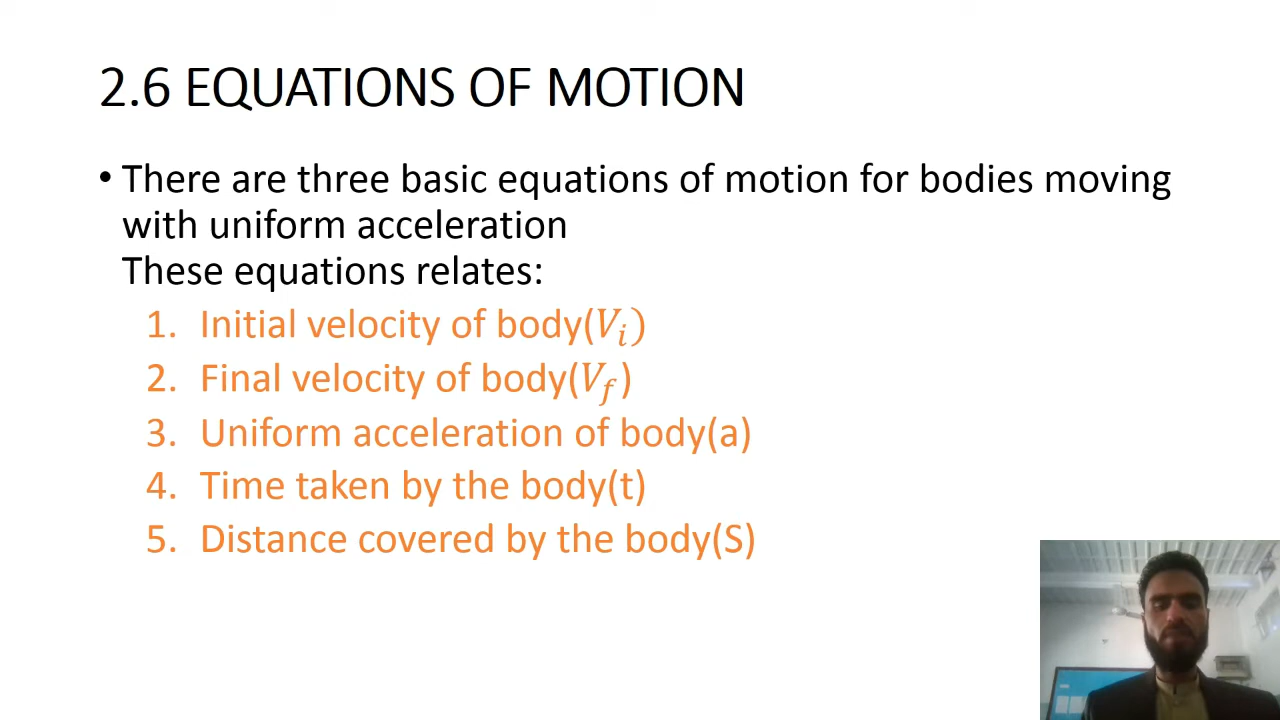 2.6 EQUATIONS OF MOTION
• There are three basic equations of motion for bodies moving
with uniform acceleration
These equations relates:
1. Initial velocity of body(V_i)
2. Final velocity of body(V_f)
3. Uniform acceleration of body(a)
4. Time taken by the body(t)
5. Distance covered by the body(S)